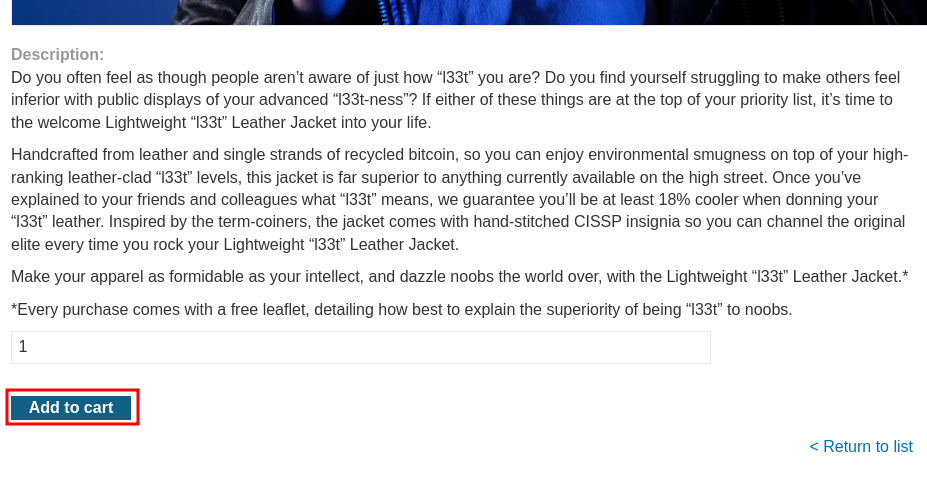 Description:
Do you often feel as though people aren’t aware of just how “l33t” you are? Do you find yourself struggling to make others feel
inferior with public displays of your advanced “l33t-ness”? If either of these things are at the top of your priority list, it’s time to
the welcome Lightweight “l33t” Leather Jacket into your life.
Handcrafted from leather and single strands of recycled bitcoin, so you can enjoy environmental smugness on top of your high-
ranking leather-clad “l33t” levels, this jacket is far superior to anything currently available on the high street. Once you’ve
explained to your friends and colleagues what “l33t” means, we guarantee you’ll be at least 18% cooler when donning your
“l33t” leather. Inspired by the term-coiners, the jacket comes with hand-stitched CISSP insignia so you can channel the original
elite every time you rock your Lightweight “l33t” Leather Jacket.
Make your apparel as formidable as your intellect, and dazzle noobs the world over, with the Lightweight “l33t” Leather Jacket.*
*Every purchase comes with a free leaflet, detailing how best to explain the superiority of being “l33t” to noobs.
1
Add to cart
< Return to list